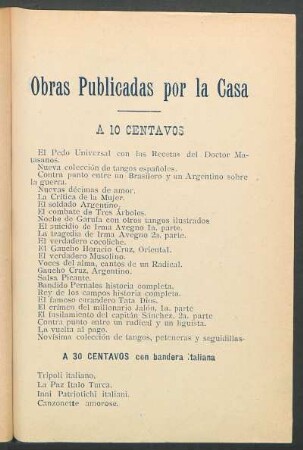 Obras Publicadas por la Casa
A 10 CENTAVOS
El Pedo Universal con las Recetas del Doctor Ma-
tasanos.
Nueva colección de tangos españoles.
Contra punto entre un Brasilero y un Argentino sobre
la guerra.
Nuevas décimas de amor.
La Crítica de la Mujer.
El soldado Argentino,
El combate de Tres Árboles.
Noche de Garufa con otros tangos ilustrados
El suicidio de Irma Avegno 1a. parte.
La tragedia de Irma Avegno 2a. parte.
El verdadero cocoliche.
El Gaucho Horacio Cruz, Oriental.
El verdadero Musolino.
Voces del alma, cantos de un Radical.
Gaucho Cruz, Argentino.
Salsa Picante.
Bandido Pernales historia completa.
Rey de los campos historia completa.
El famoso curandero Tata Dios.
El crimen del millonario Jalón, 1a. parte
El fusilamiento del capitán Sánchez, 2a. parte
Contra punto entre un radical y un liguista.
La vuelta al pago.
Novísima colección de tangos, peteneras y seguidillas
A 30 CENTAVOS con bandera italiana
Tripoli italiano,
La Paz Italo Turca.
Inni Patriotichi italiani.
Canzonette amorose.